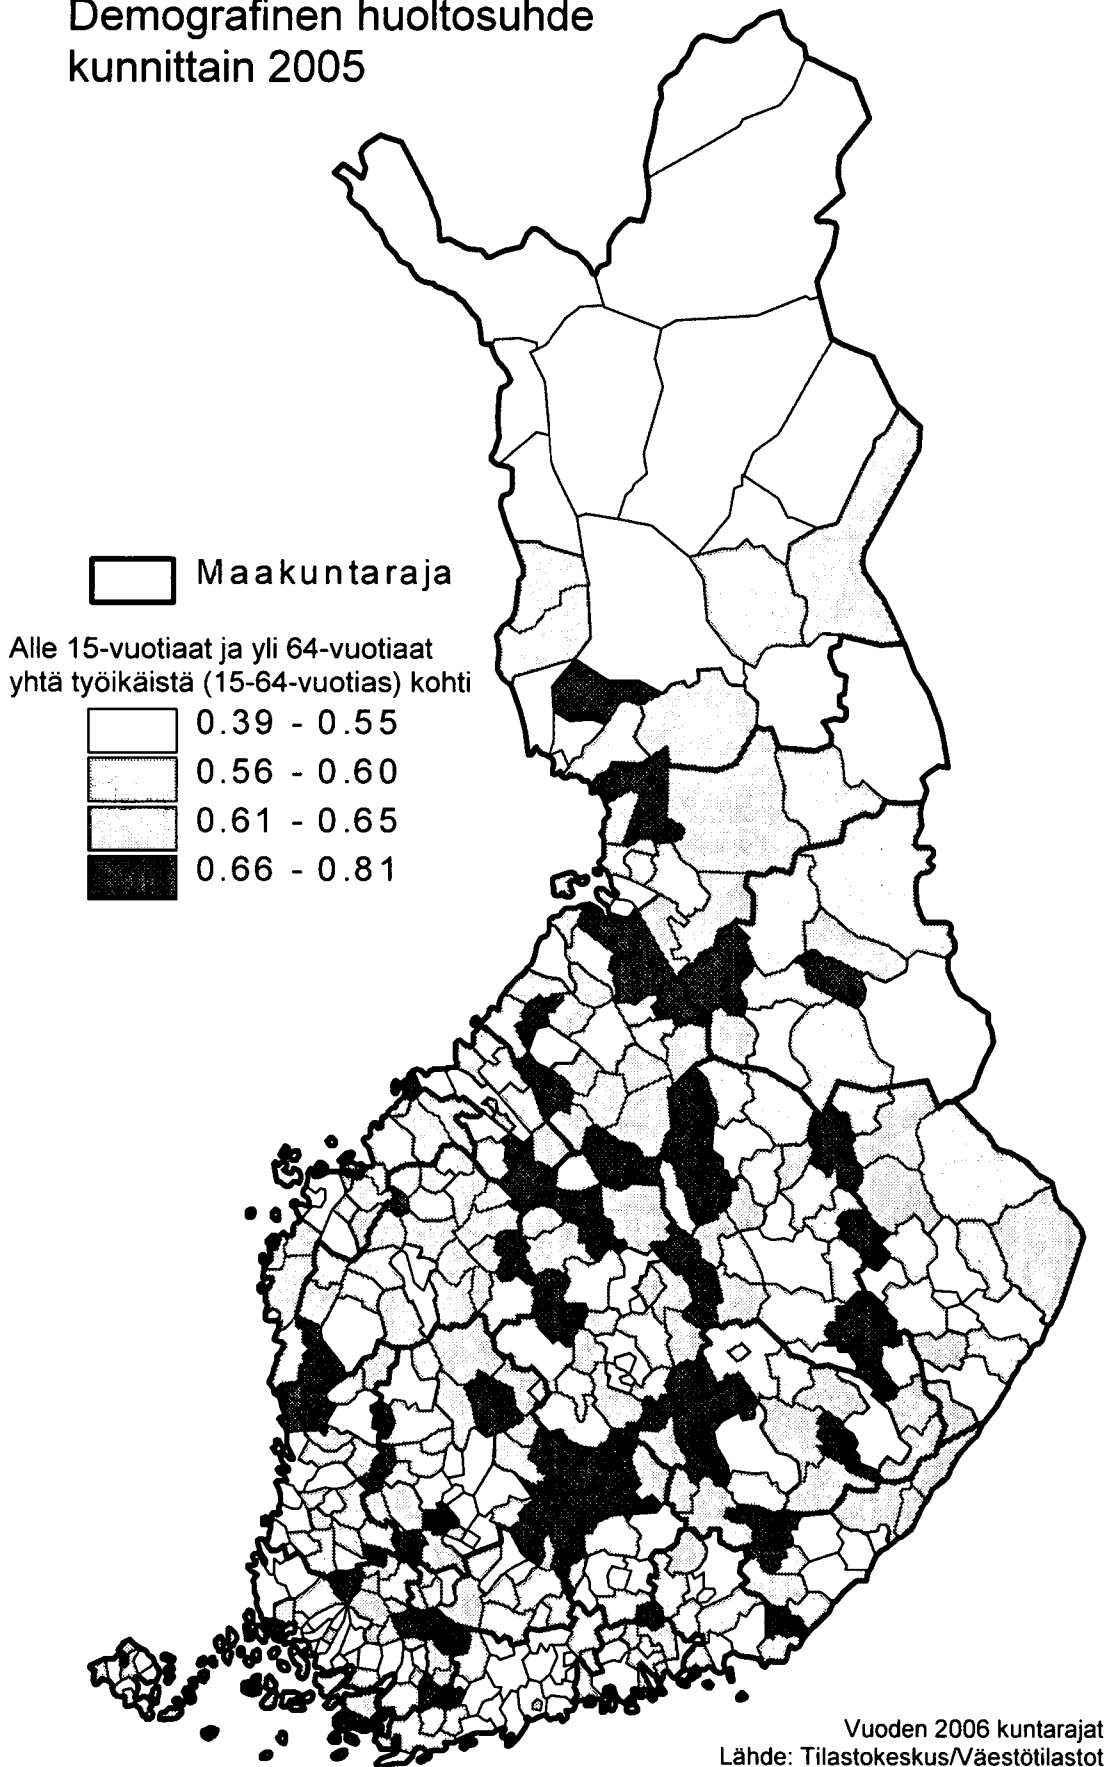 Demografinen huoltosuhde
kunnittain 2005
Maakuntaraja
Alle 15-vuotiaat ja yli 64-vuotiaat
yhtä työikäistä (15-64-vuotias) kohti
0.39 - 0.55
0.56 - 0.60
0.61 - 0.65
0.66 - 0.81
Vuoden 2006 kuntarajat
Lähde: Tilastokeskus/Väestötilastot